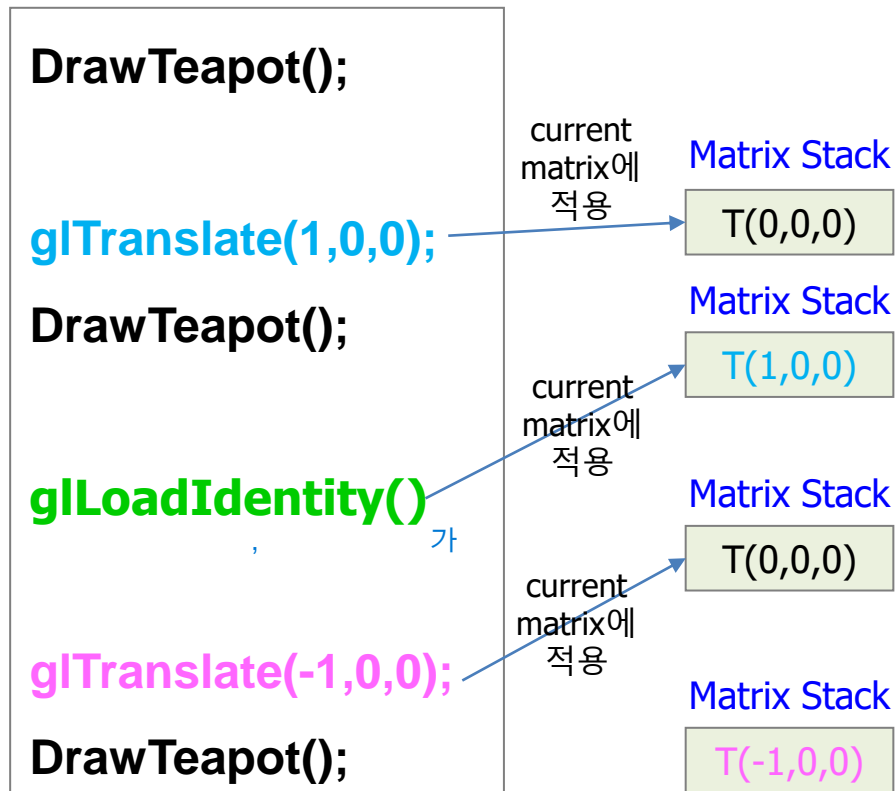 DrawTeapot();
current
matrix에
적용
Matrix Stack
glTranslate(1,0,0);
T(0,0,0)
Matrix Stack
DrawTeapot();
T(1,0,0)
current
matrix에
적용
glLoadIdentity()
, 가
Matrix Stack
T(0,0,0)
current
matrix에
적용
glTranslate(-1,0,0);
Matrix Stack
DrawTeapot();
T(-1,0,0)